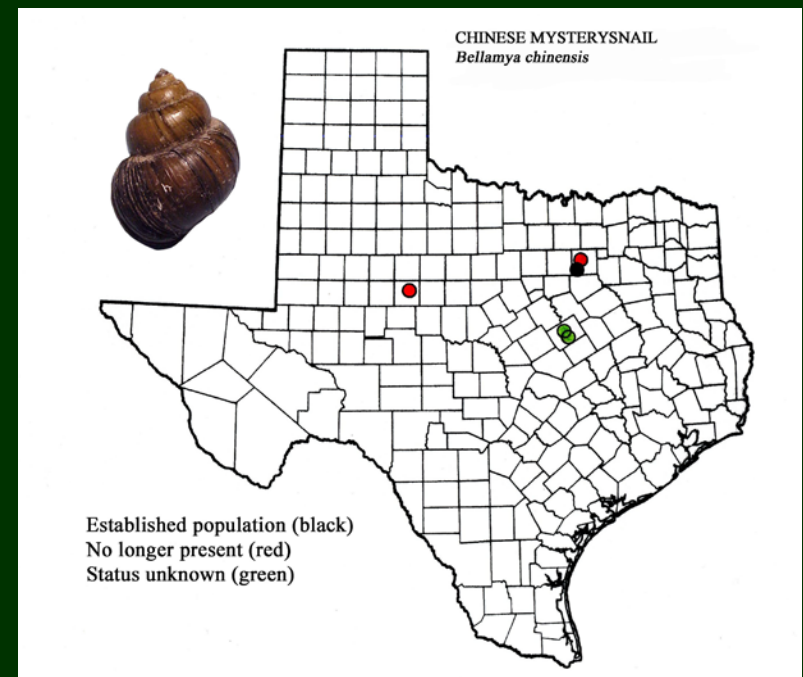 CHINESE MYSTERYSNAIL
Bellamya chinensis
Established population (black)
No longer present (red)
Status unknown (green)